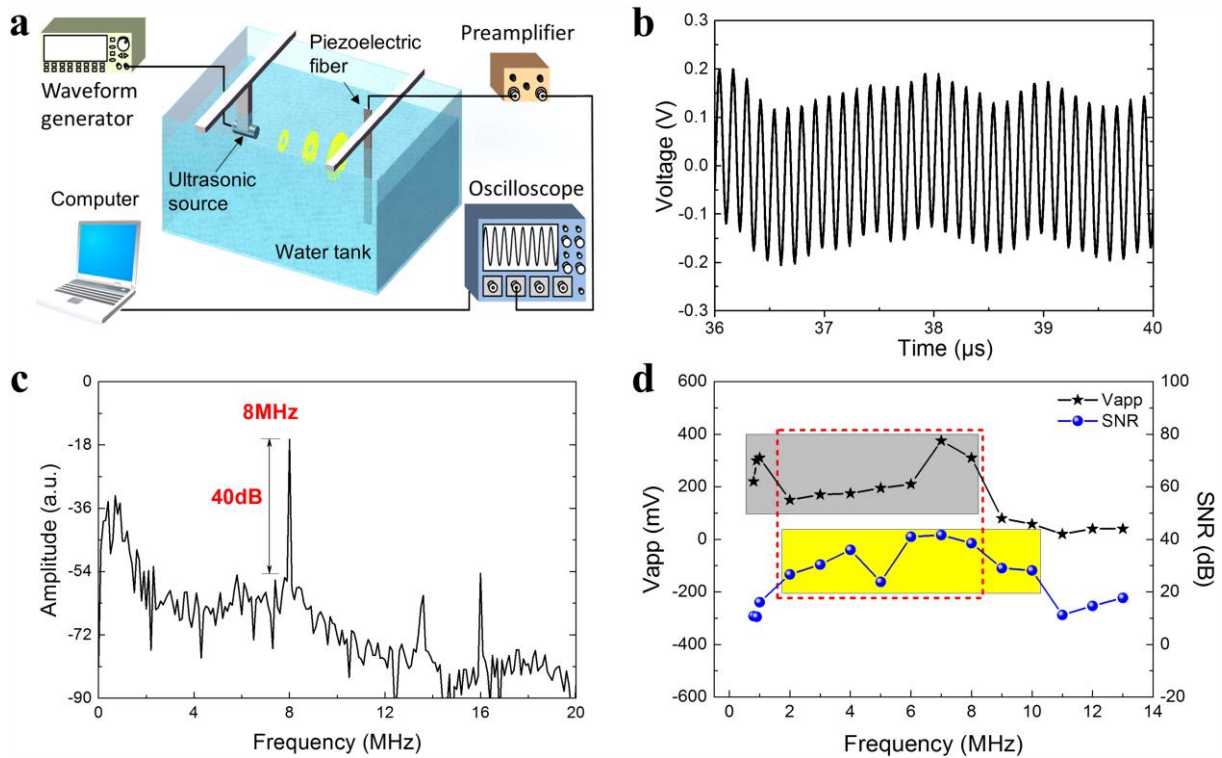 a
Waveform
generator
Piezoelectric
fiber
Preamplifier
Ultrasonic
source
Computer
Oscilloscope
Water tank
b
Voltage (V)
0.3
0.2
0.1
0.0
-0.1
-0.2
-0.3
36
37
38
39
40
Time (µs)
c
Amplitude (a.u.)
0
-18
-36
-54
-72
-90
8MHz
40dB
0
4
8
12
16
20
Frequency (MHz)
d
Vapp (mV)
600
400
200
0
-200
-400
-600
Vapp
SNR
100
80
60
40
20
0
-20
SNR (dB)
0
2
4
6
8
10
12
14
Frequency (MHz)